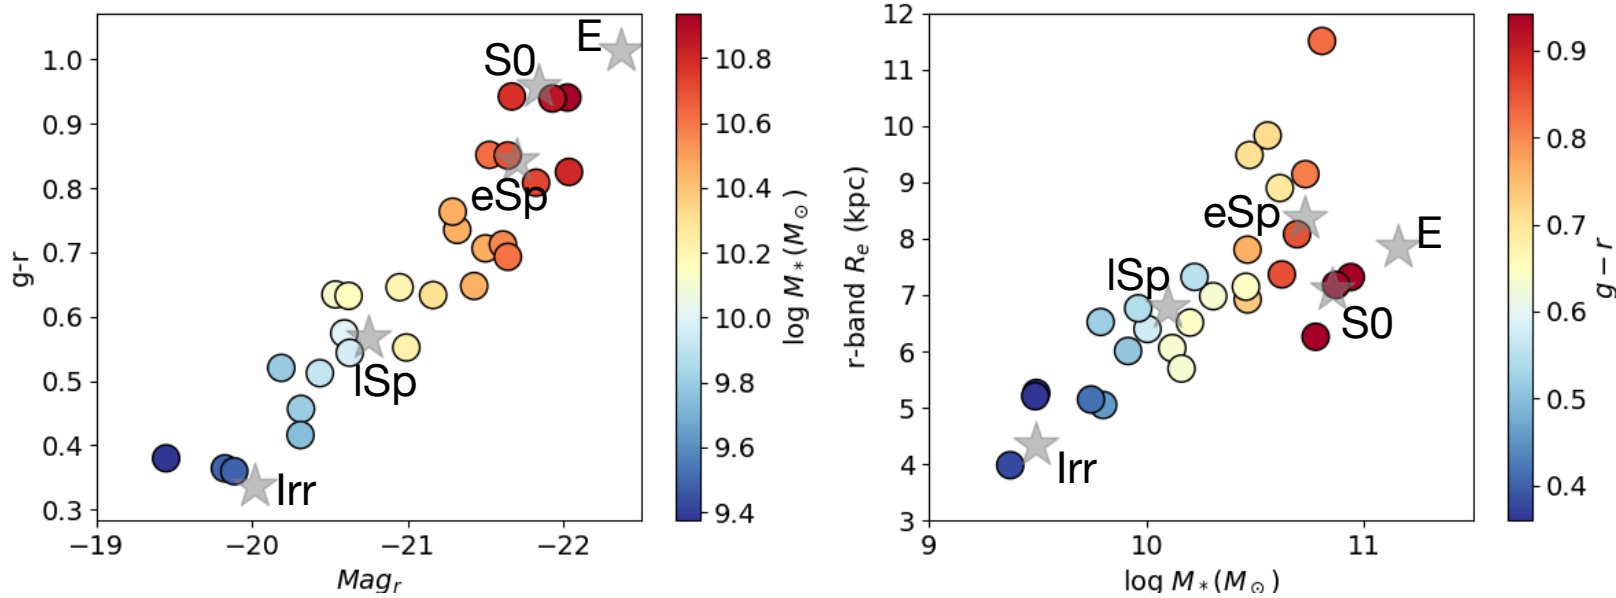 1.0
0.9
0.8
0.7
0.6
0.5
0.4
0.3
g-r
−19
−20
−21
−22
Mag_r
E
S0
eSp
lSp
Irr
10.8
10.6
10.4
10.2
10.0
9.8
9.6
9.4
log M_*(M_⊙)
12
11
10
9
8
7
6
5
4
3
r-band R_e (kpc)
9
10
11
log M_*(M_⊙)
eSp
E
lSp
S0
Irr
0.9
0.8
0.7
0.6
0.5
0.4
g − r